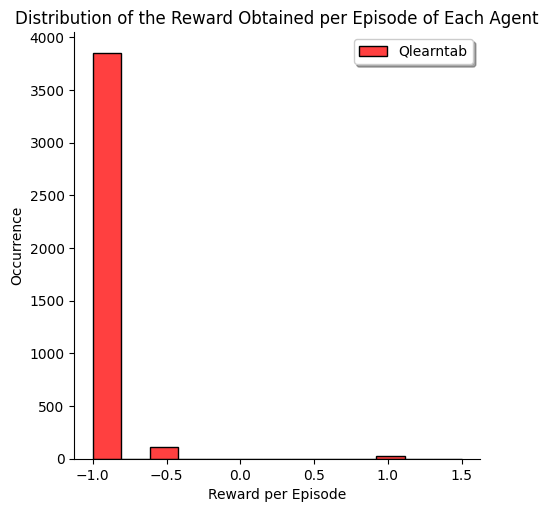 Distribution of the Reward Obtained per Episode of Each Agent
Qlearntab
4000
3500
3000
2500
2000
1500
1000
500
0
Occurrence
−1.0 −0.5 0.0 0.5 1.0 1.5
Reward per Episode